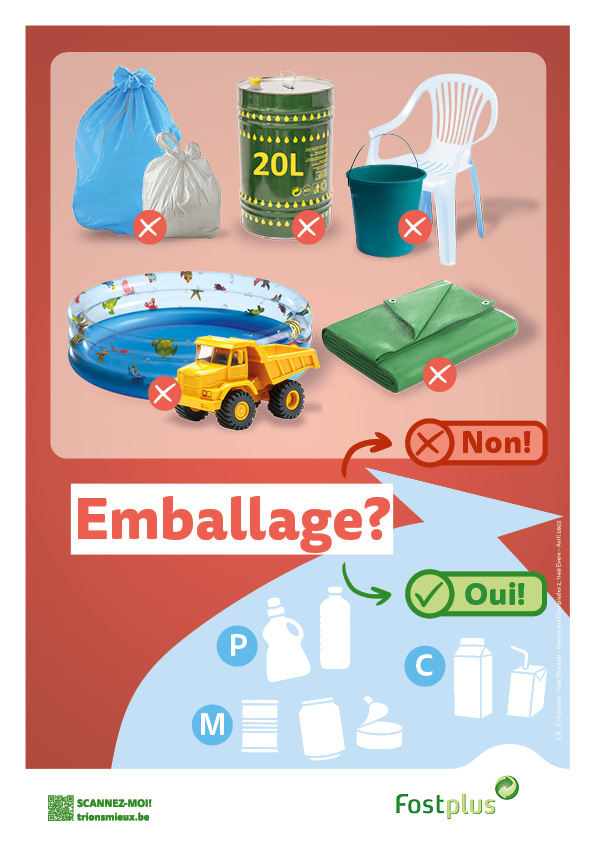 20L
Non!
Emballage?
Oui!
P
C
M
SCANNEZ-MOI!
trionsmieux.be
Fostplus